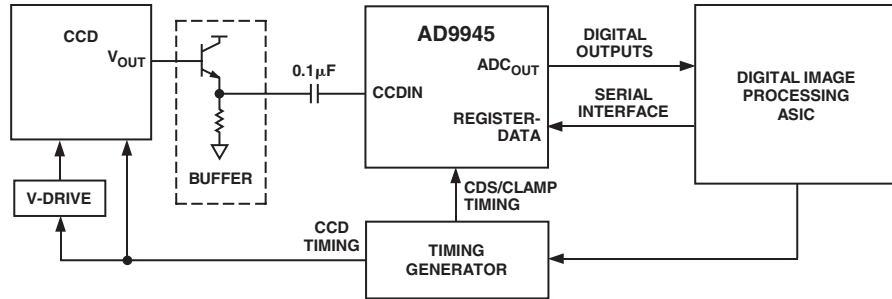 CCD
VOUT
BUFFER
0.1µF
AD9945
CCDIN
ADCOUT
REGISTER-
DATA
DIGITAL
OUTPUTS
SERIAL
INTERFACE
DIGITAL IMAGE
PROCESSING
ASIC
V-DRIVE
CCD
TIMING
CDS/CLAMP
TIMING
TIMING
GENERATOR